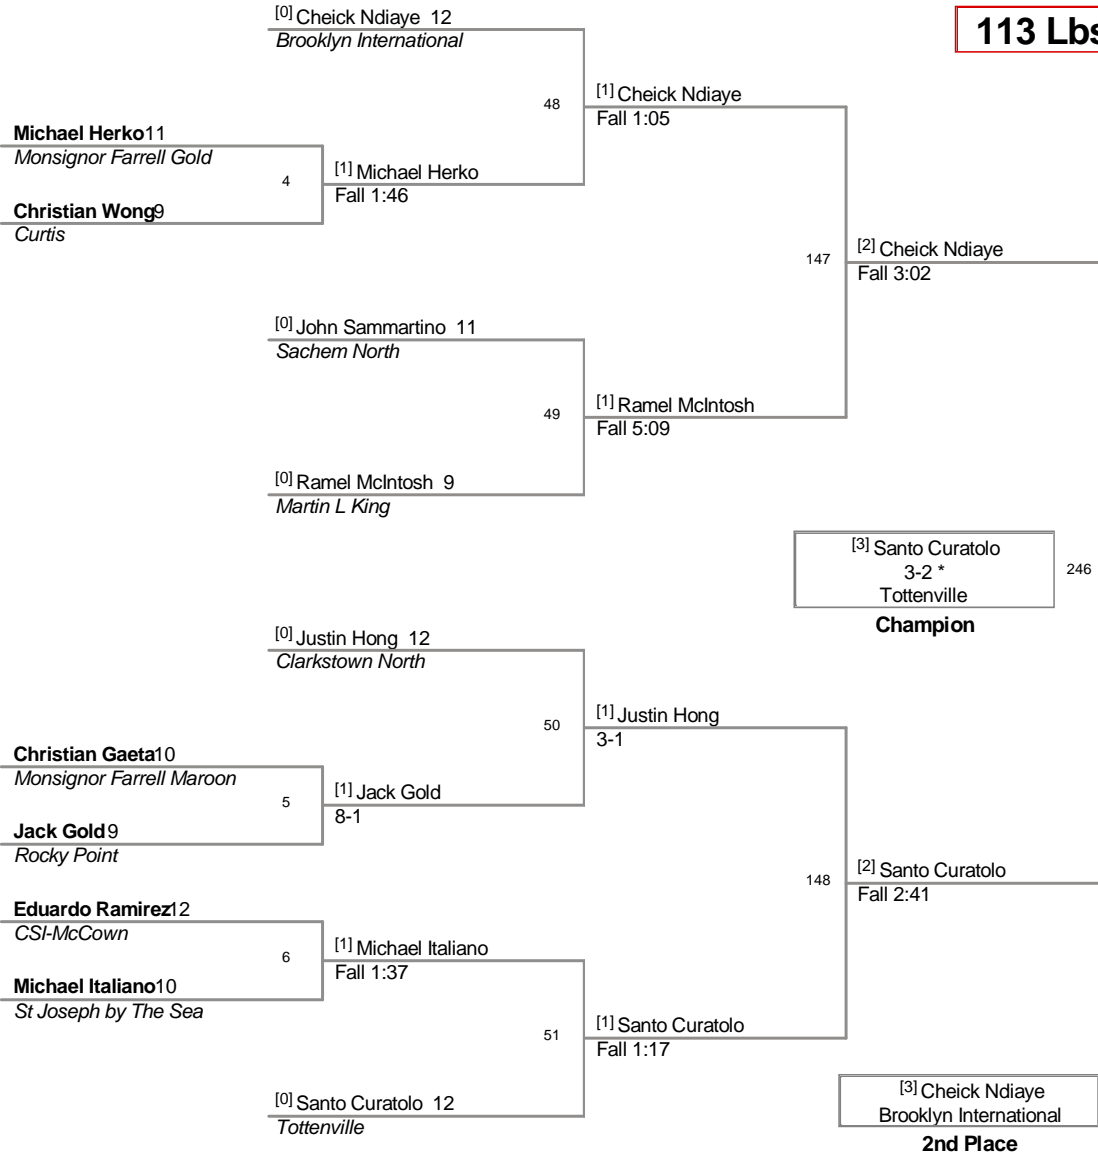 [0] Cheick Ndiaye 12
Brooklyn International
113 Lbs
48
[1] Cheick Ndiaye
Fall 1:05
Michael Herko11
Monsignor Farrell Gold
4
[1] Michael Herko
Fall 1:46
Christian Wong9
Curtis
147
[2] Cheick Ndiaye
Fall 3:02
[0] John Sammartino 11
Sachem North
49
[1] Ramel McIntosh
Fall 5:09
[0] Ramel McIntosh 9
Martin L King
[3] Santo Curatolo
3-2 *
Tottenville
246
Champion
[0] Justin Hong 12
Clarkstown North
50
[1] Justin Hong
3-1
Christian Gaeta10
Monsignor Farrell Maroon
5
[1] Jack Gold
8-1
Jack Gold 9
Rocky Point
148
[2] Santo Curatolo
Fall 2:41
Eduardo Ramirez12
CSI-McCown
6
[1] Michael Italiano
Fall 1:37
Michael Italiano10
St Joseph by The Sea
51
[1] Santo Curatolo
Fall 1:17
[0] Santo Curatolo 12
Tottenville
[3] Cheick Ndiaye
Brooklyn International
2nd Place